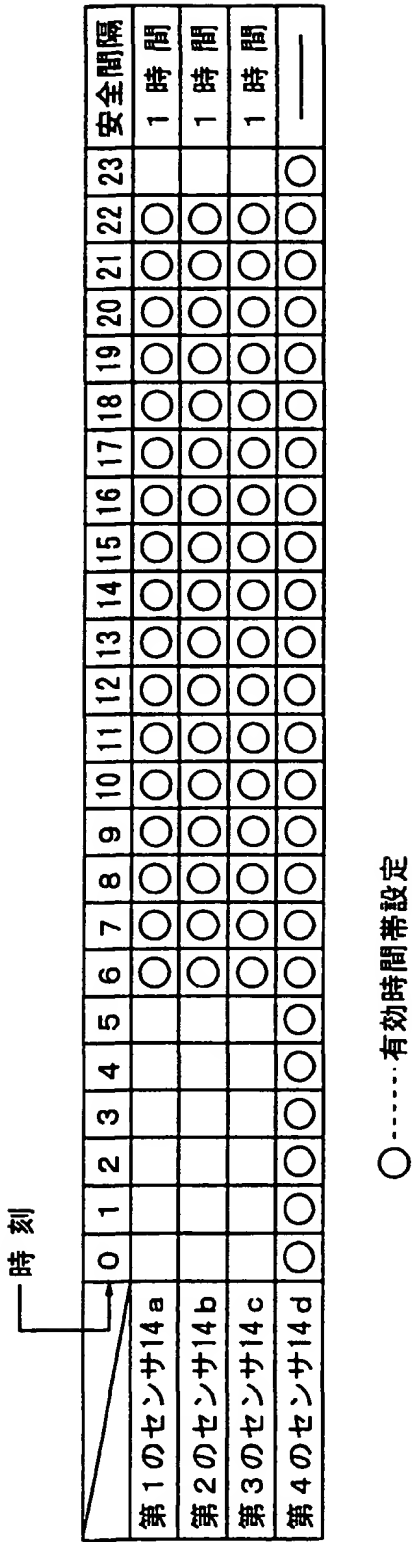 時刻
0 1 2 3 4 5 6 7 8 9 10 11 12 13 14 15 16 17 18 19 20 21 22 23 安全間隔
第1のセンサ14a ○ ○ ○ ○ ○ ○ ○ ○ ○ ○ ○ ○ ○ ○ ○ ○ ○ 1時間
第2のセンサ14b ○ ○ ○ ○ ○ ○ ○ ○ ○ ○ ○ ○ ○ ○ ○ ○ ○ 1時間
第3のセンサ14c ○ ○ ○ ○ ○ ○ ○ ○ ○ ○ ○ ○ ○ ○ ○ ○ ○ 1時間
第4のセンサ14d ○ ○ ○ ○ ○ ○ ○ ○ ○ ○ ○ ○ ○ ○ ○ ○ ○ ○ ○ ○ ○ ○ ○ ○ ——
○-----有効時間帯設定